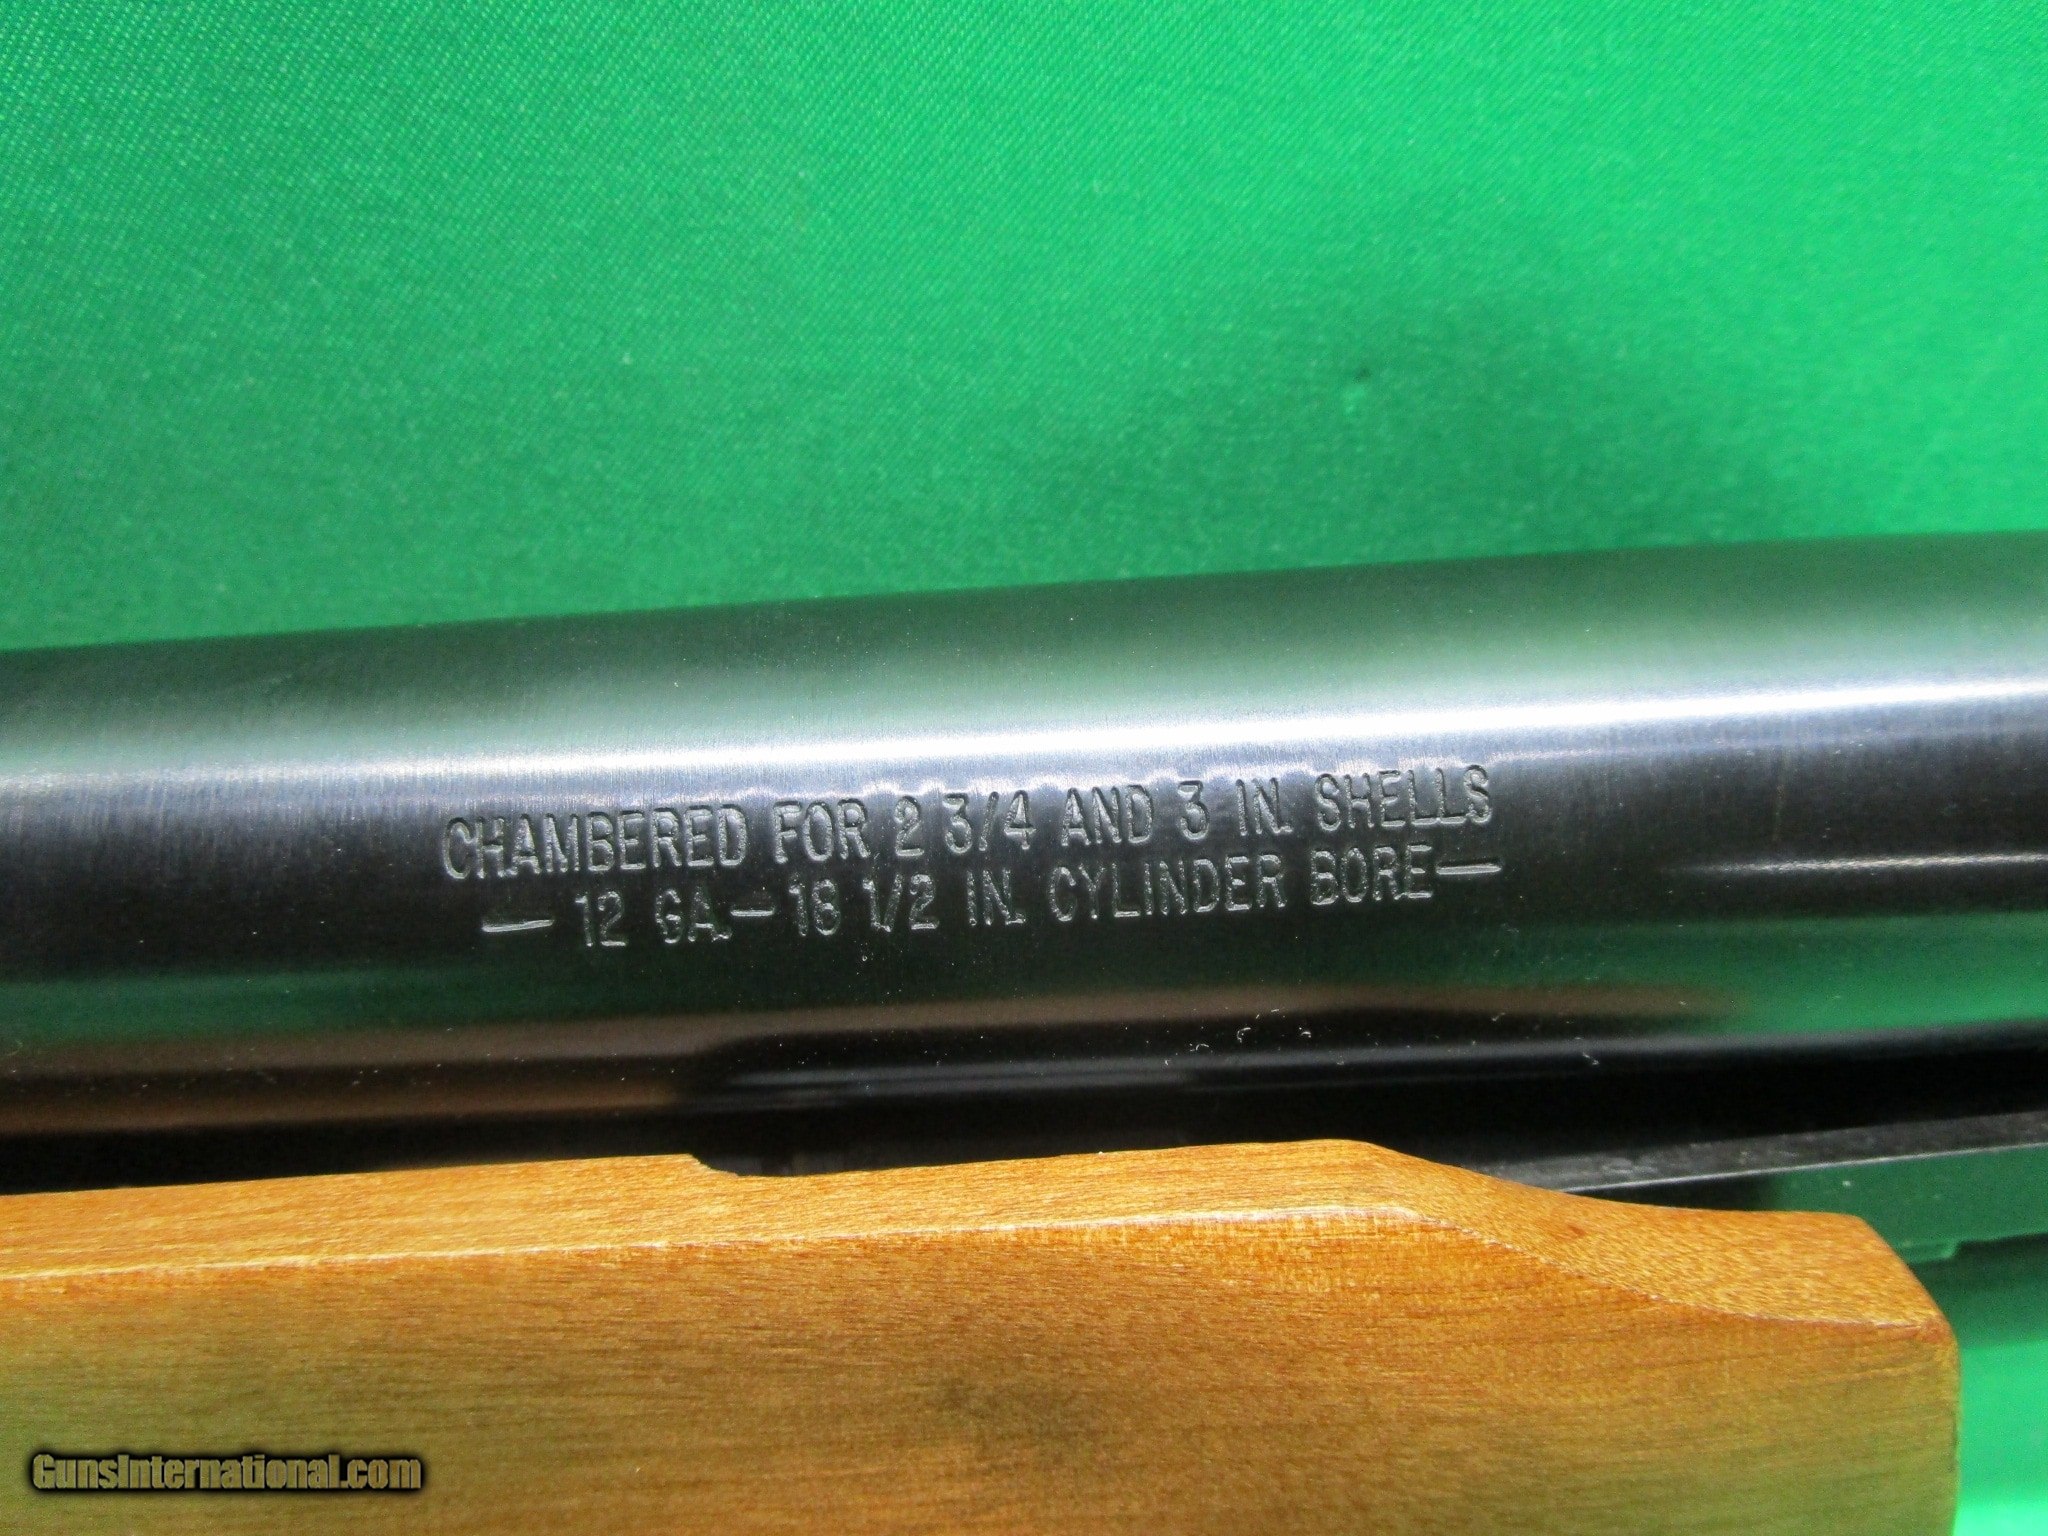 CHAMBERED FOR 2 3/4 AND 3 IN. SHELLS
— 12 GA. — 18 1/2 IN. CYLINDER BORE —
GunsInternational.com